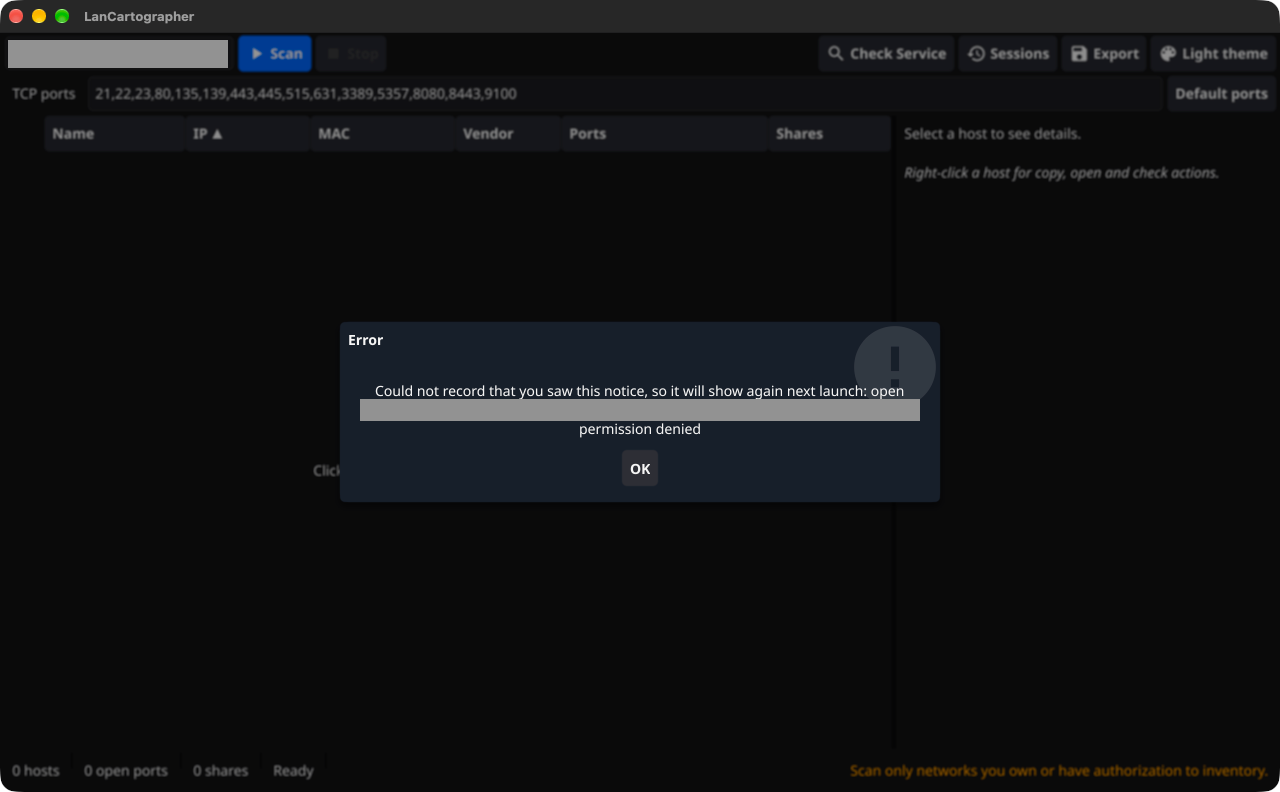 LanCartographer
Scan
Stop
Check Service
Sessions
Export
Light theme
TCP ports
21,22,23,80,135,139,443,445,515,631,3389,5357,8080,8443,9100
Default ports
Name
IP ▲
MAC
Vendor
Ports
Shares
Select a host to see details.
Right-click a host for copy, open and check actions.
Error
Could not record that you saw this notice, so it will show again next launch: open
permission denied
OK
0 hosts
0 open ports
0 shares
Ready
Scan only networks you own or have authorization to inventory.